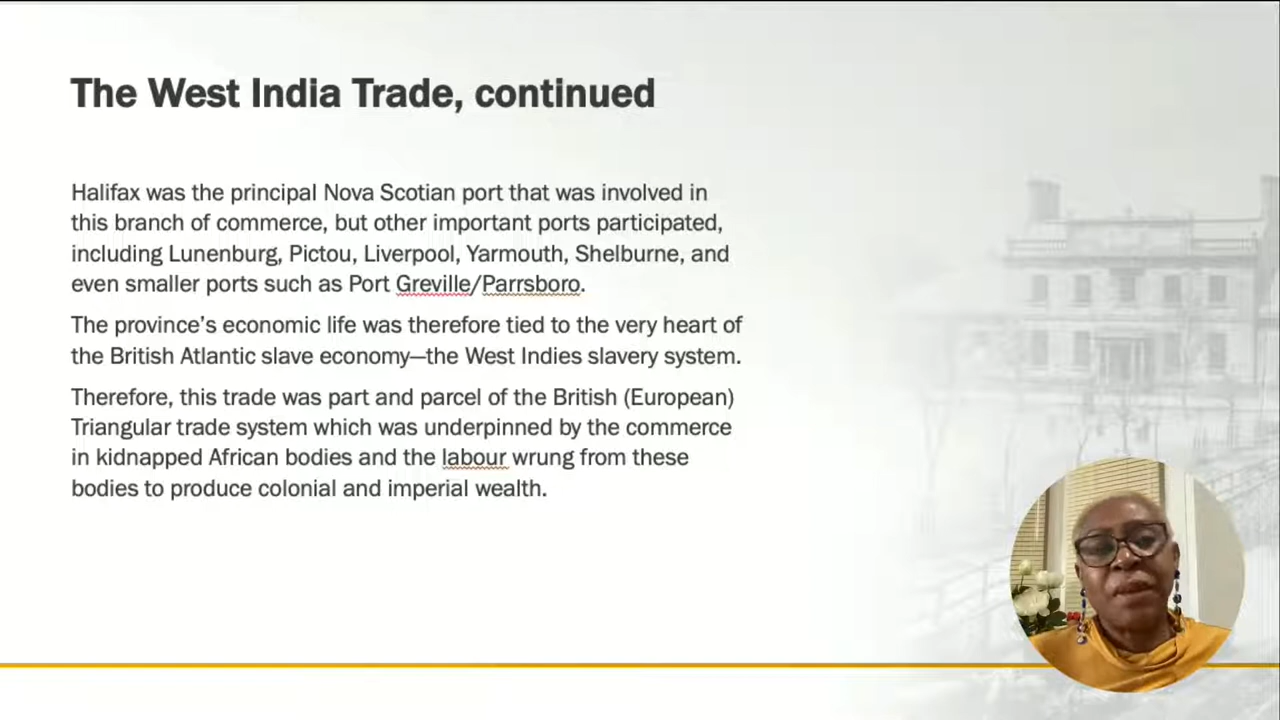 The West India Trade, continued
Halifax was the principal Nova Scotian port that was involved in
this branch of commerce, but other important ports participated,
including Lunenburg, Pictou, Liverpool, Yarmouth, Shelburne, and
even smaller ports such as Port Greville/Parrsboro.
The province’s economic life was therefore tied to the very heart of
the British Atlantic slave economy—the West Indies slavery system.
Therefore, this trade was part and parcel of the British (European)
Triangular trade system which was underpinned by the commerce
in kidnapped African bodies and the labour wrung from these
bodies to produce colonial and imperial wealth.